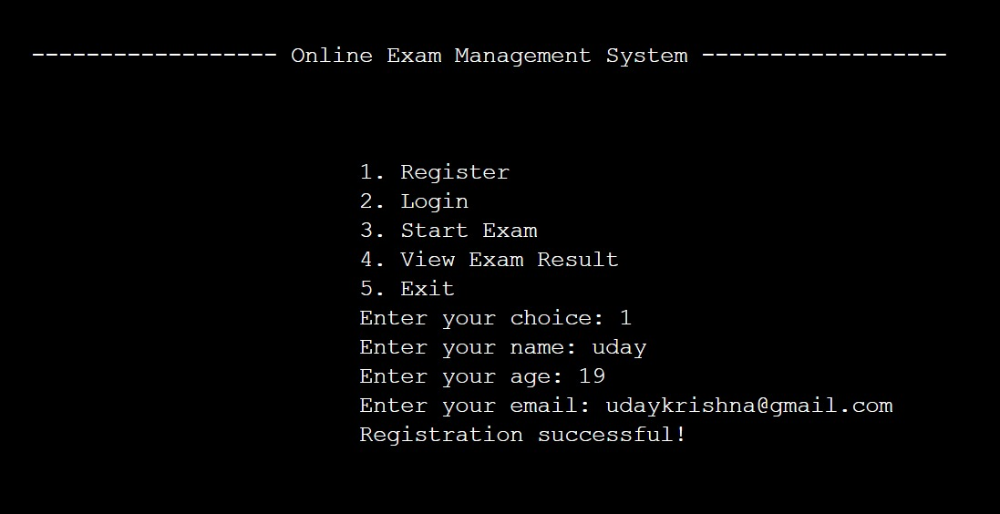 ------------------ Online Exam Management System ------------------
1. Register
2. Login
3. Start Exam
4. View Exam Result
5. Exit
Enter your choice: 1
Enter your name: uday
Enter your age: 19
Enter your email: udaykrishna@gmail.com
Registration successful!